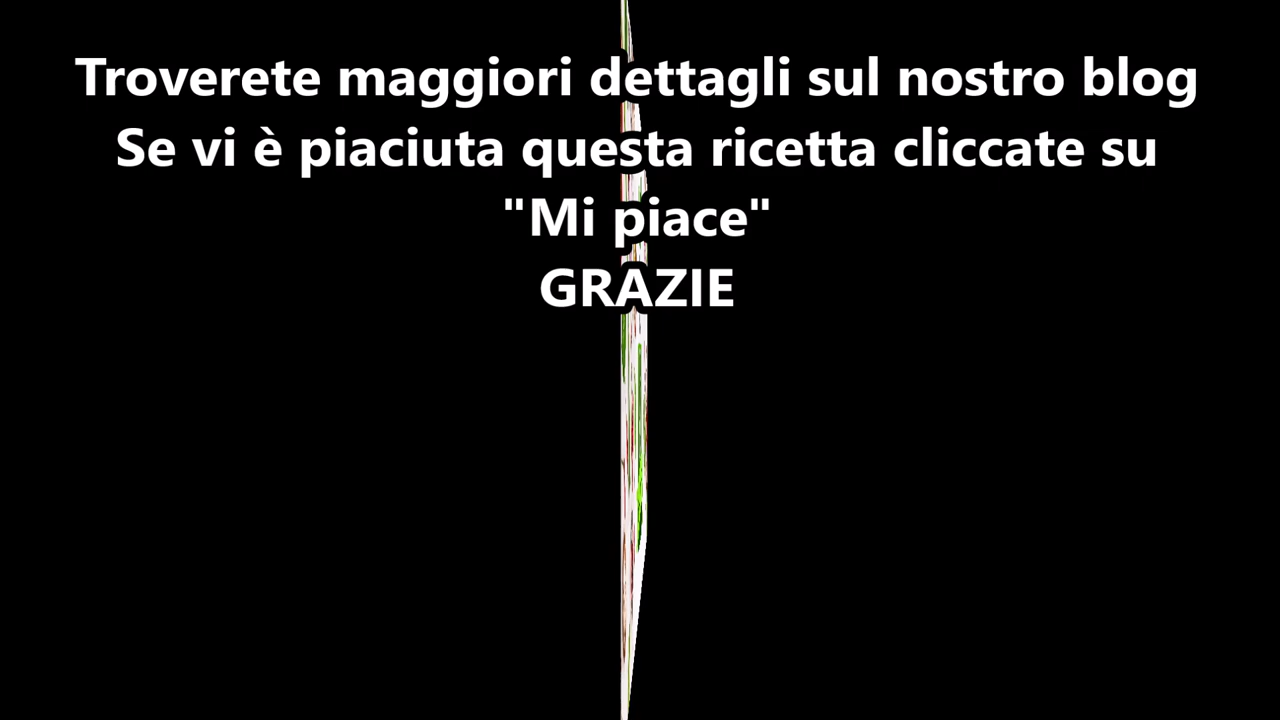 Troverete maggiori dettagli sul nostro blog
Se vi è piaciuta questa ricetta cliccate su
"Mi piace"
GRAZIE